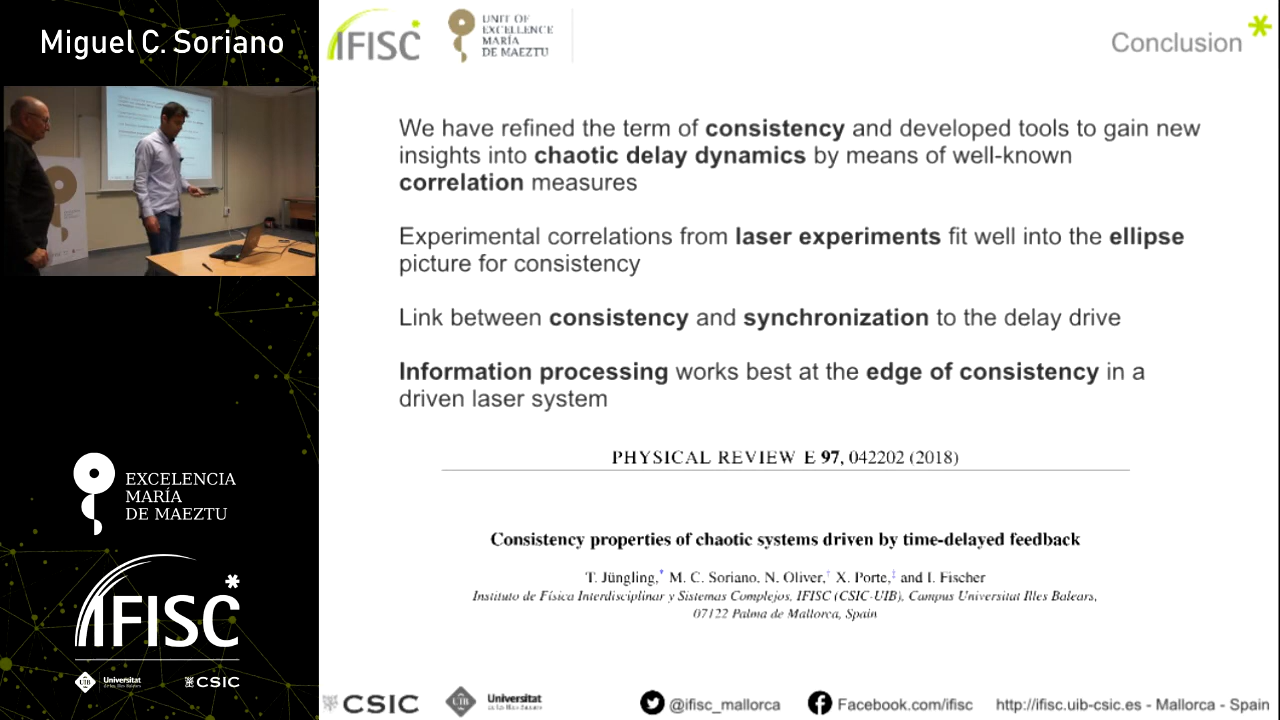 Miguel C. Soriano
IFISC
UNIT OF
EXCELLENCE
MARÍA
DE MAEZTU
Conclusion
We have refined the term of consistency and developed tools to gain new
insights into chaotic delay dynamics by means of well-known
correlation measures
Experimental correlations from laser experiments fit well into the ellipse
picture for consistency
Link between consistency and synchronization to the delay drive
Information processing works best at the edge of consistency in a
driven laser system
PHYSICAL REVIEW E 97, 042202 (2018)
Consistency properties of chaotic systems driven by time-delayed feedback
T. Jüngling,* M. C. Soriano, N. Oliver,† X. Porte,‡ and I. Fischer
Instituto de Física Interdisciplinar y Sistemas Complejos, IFISC (CSIC-UIB), Campus Universitat Illes Balears,
07122 Palma de Mallorca, Spain
EXCELENCIA
MARÍA
DE MAEZTU
IFISC
UIB
Universitat
de les Illes Balears
CSIC
CSIC
UIB
Universitat
de les Illes Balears
@ifisc_mallorca
Facebook.com/ifisc
http://ifisc.uib-csic.es - Mallorca - Spain